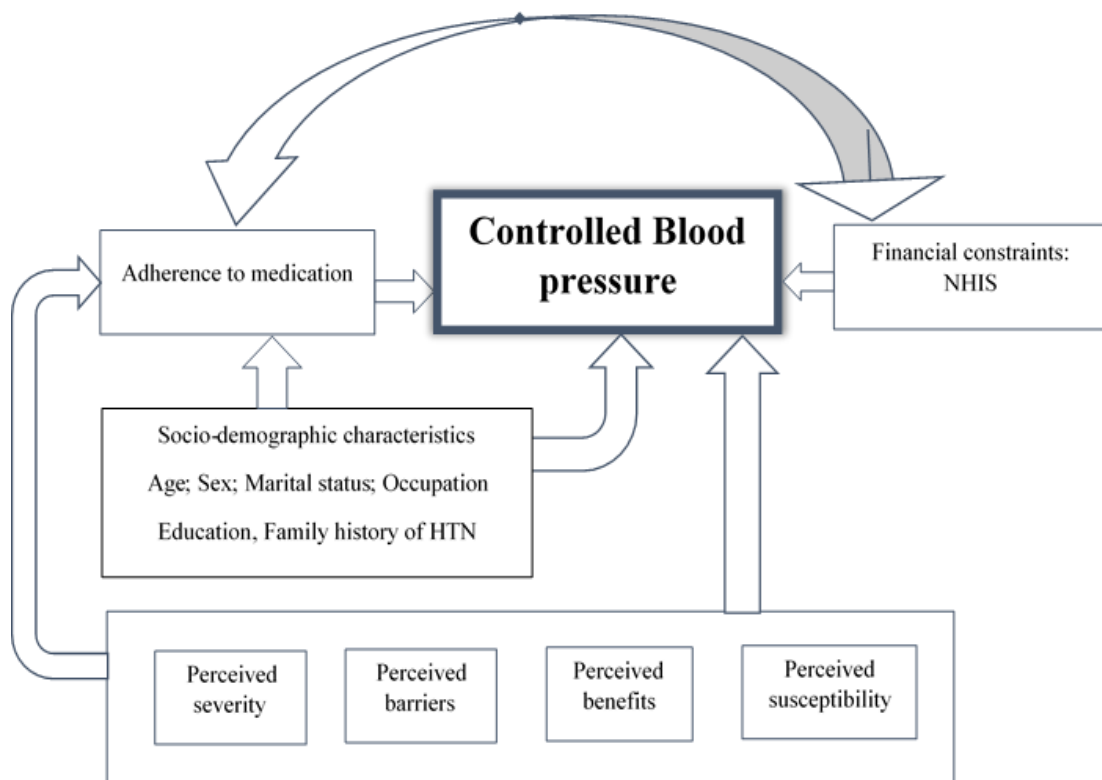 Controlled Blood
pressure
Adherence to medication
Financial constraints:
NHIS
Socio-demographic characteristics
Age; Sex; Marital status; Occupation
Education, Family history of HTN
Perceived
severity
Perceived
barriers
Perceived
benefits
Perceived
susceptibility